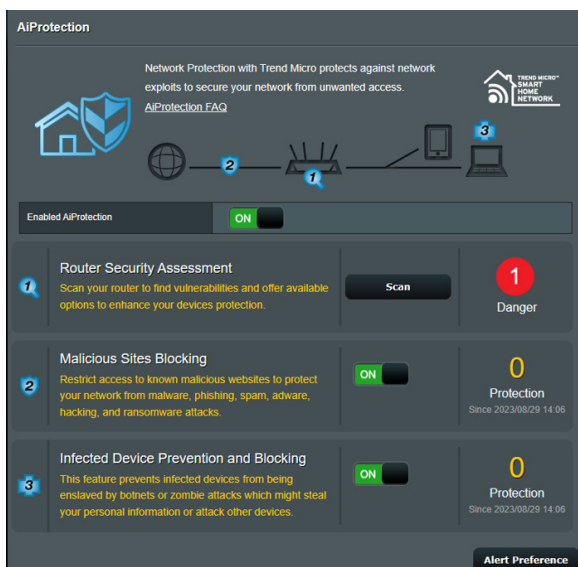 AiProtection
Network Protection with Trend Micro protects against network
exploits to secure your network from unwanted access.
AiProtection FAQ
TREND MICRO™
SMART
HOME
NETWORK
3
2
1
Enabled AiProtection
ON
1
Router Security Assessment
Scan your router to find vulnerabilities and offer available
options to enhance your devices protection.
Scan
1
Danger
2
Malicious Sites Blocking
Restrict access to known malicious websites to protect
your network from malware, phishing, spam, adware,
hacking, and ransomware attacks.
ON
0
Protection
Since 2023/08/29 14:06
3
Infected Device Prevention and Blocking
This feature prevents infected devices from being
enslaved by botnets or zombie attacks which might steal
your personal information or attack other devices.
ON
0
Protection
Since 2023/08/29 14:06
Alert Preference